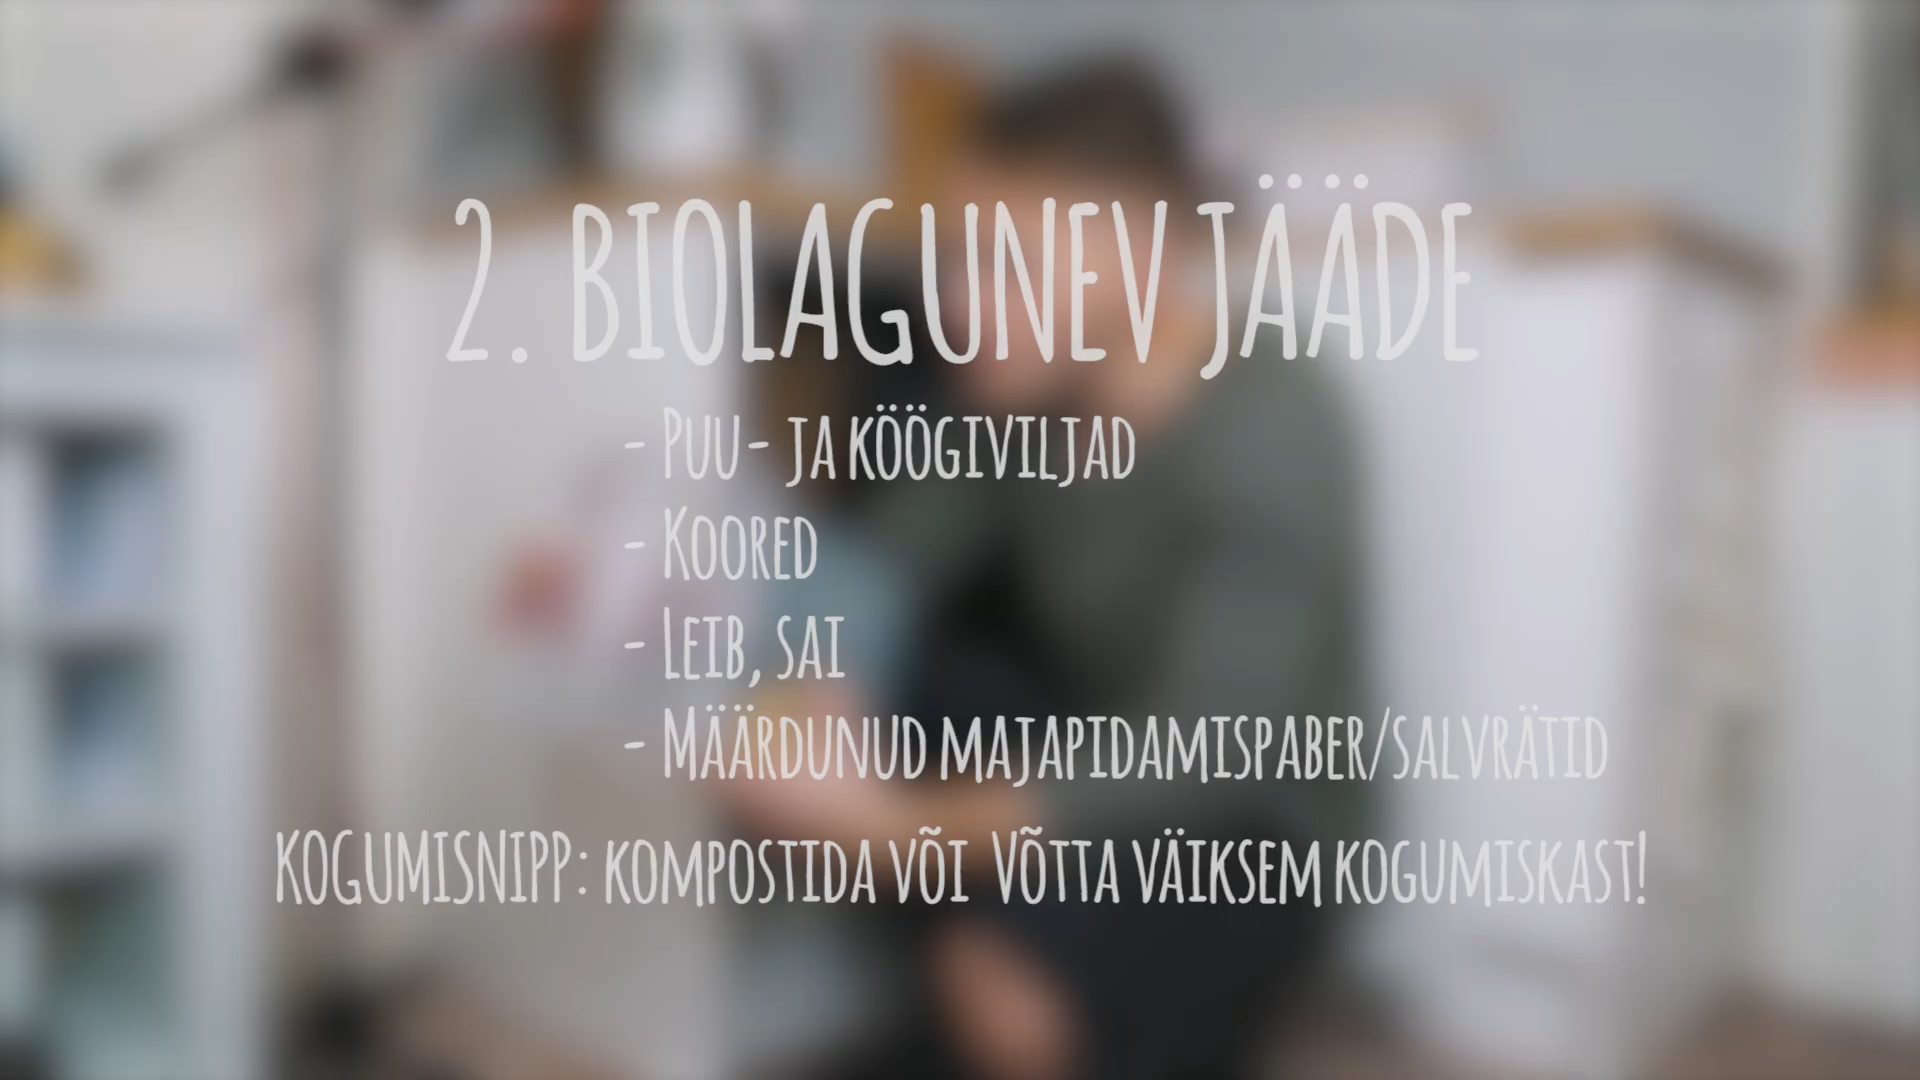 2. BIOLAGUNEV JÄÄDE
- Puu- ja köögiviljad
- Koored
- Leib, sai
- Määrdunud majapidamispaber/salvrätid
KOGUMISNIPP: kompostida või Võtta väiksem kogumiskast!